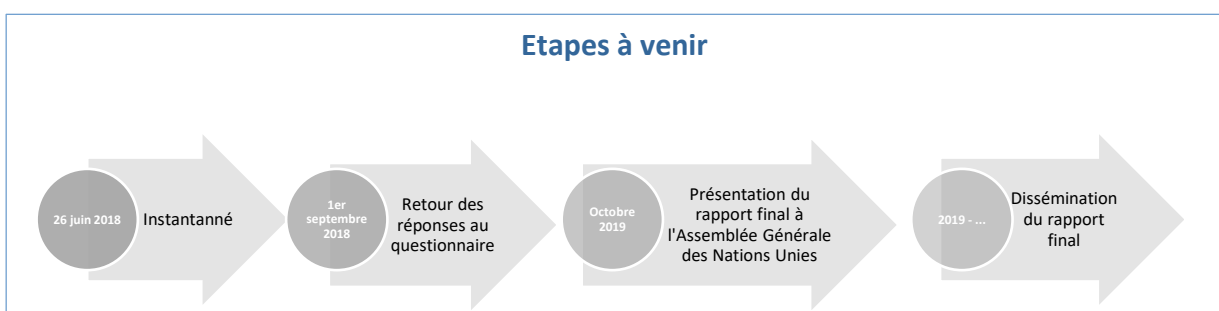 Etapes à venir
26 juin 2018
Instantanné
1er
septembre
2018
Retour des
réponses au
questionnaire
Octobre
2019
Présentation du
rapport final à
l'Assemblée Générale
des Nations Unies
2019 - ...
Dissémination
du rapport
final